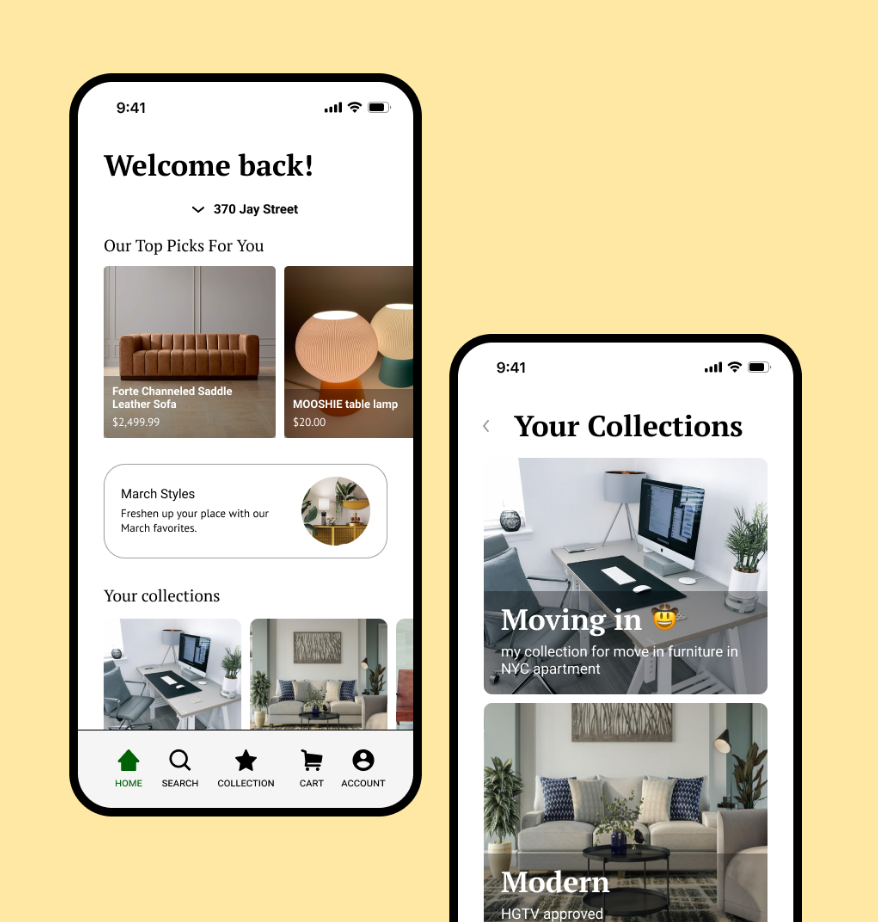 9:41
Welcome back!
370 Jay Street
Our Top Picks For You
Forte Channeled Saddle
Leather Sofa
$2,499.99
MOOSHIE table lamp
$20.00
March Styles
Freshen up your place with our
March favorites.
Your collections
HOME
SEARCH
COLLECTION
CART
ACCOUNT
9:41
Your Collections
Moving in 🤠
my collection for move in furniture in
NYC apartment
Modern
HGTV approved